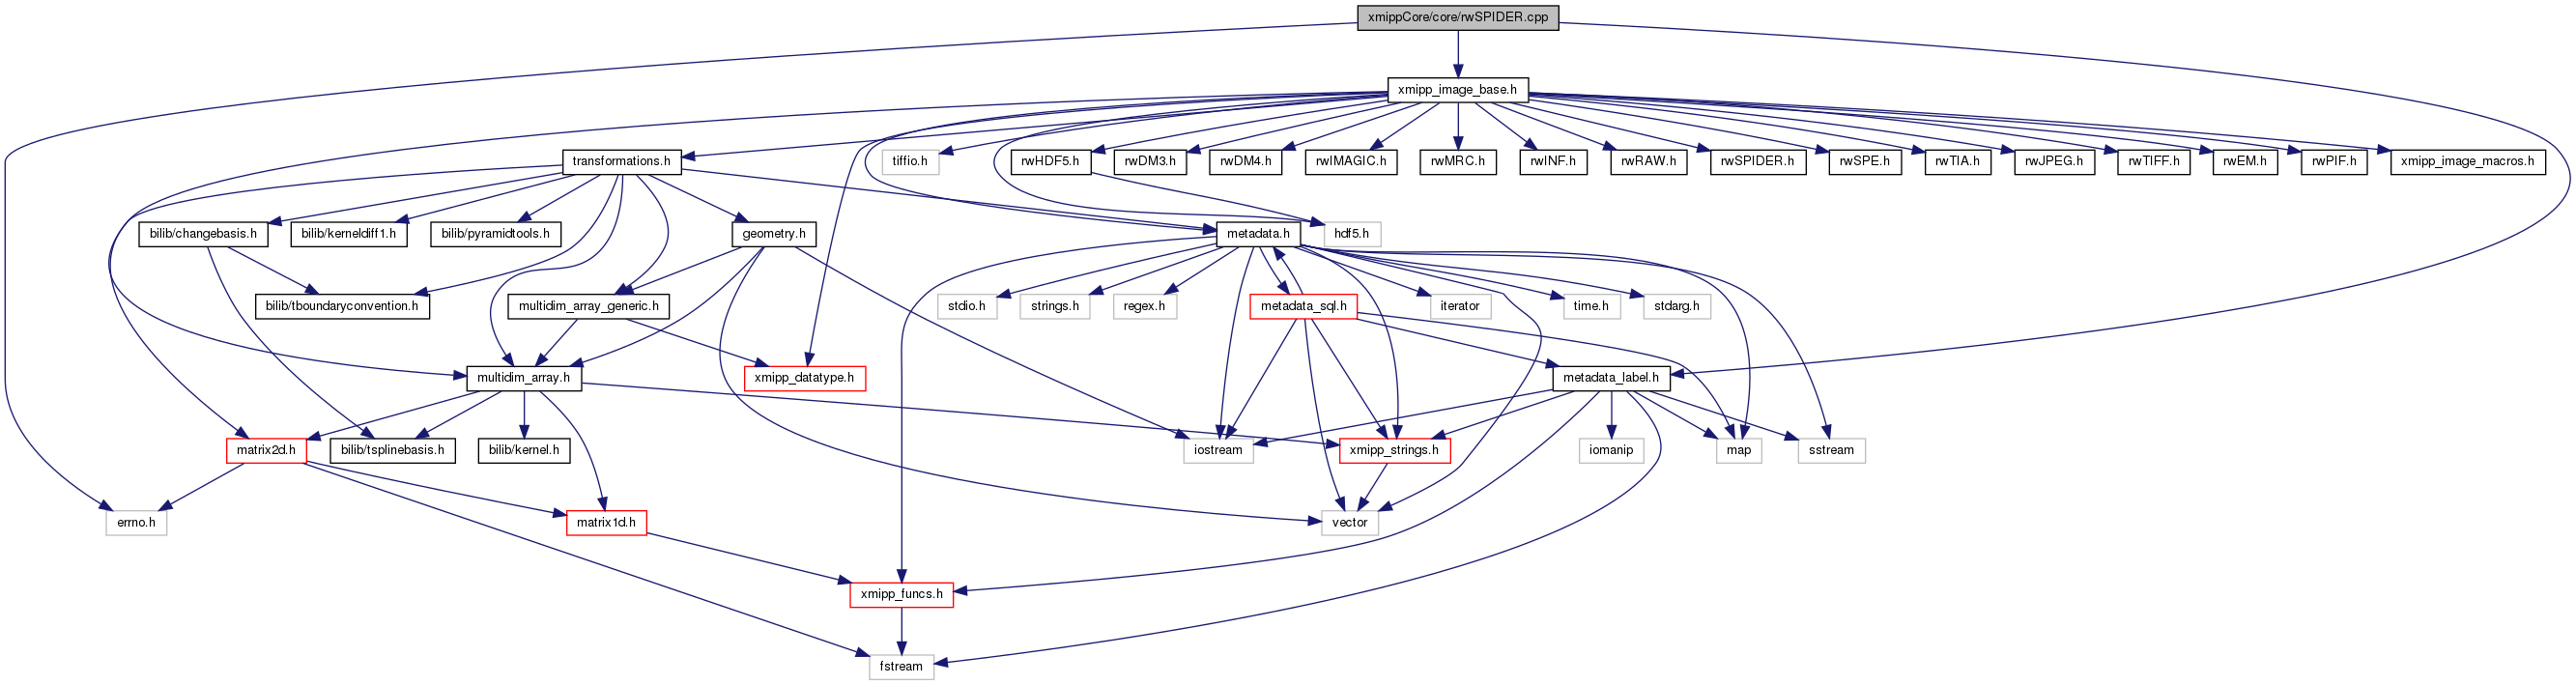 xmippCore/core/rwSPIDER.cpp
xmipp_image_base.h
transformations.h
tiffio.h
rwHDF5.h
rwDM3.h
rwDM4.h
rwIMAGIC.h
rwMRC.h
rwINF.h
rwRAW.h
rwSPIDER.h
rwSPE.h
rwTIA.h
rwJPEG.h
rwTIFF.h
rwEM.h
rwPIF.h
xmipp_image_macros.h
bilib/changebasis.h
bilib/kerneldiff1.h
bilib/pyramidtools.h
geometry.h
metadata.h
hdf5.h
bilib/tboundaryconvention.h
multidim_array_generic.h
stdio.h
strings.h
regex.h
metadata_sql.h
iterator
time.h
stdarg.h
multidim_array.h
xmipp_datatype.h
metadata_label.h
matrix2d.h
bilib/tsplinebasis.h
bilib/kernel.h
iostream
xmipp_strings.h
iomanip
map
sstream
errno.h
matrix1d.h
vector
xmipp_funcs.h
fstream